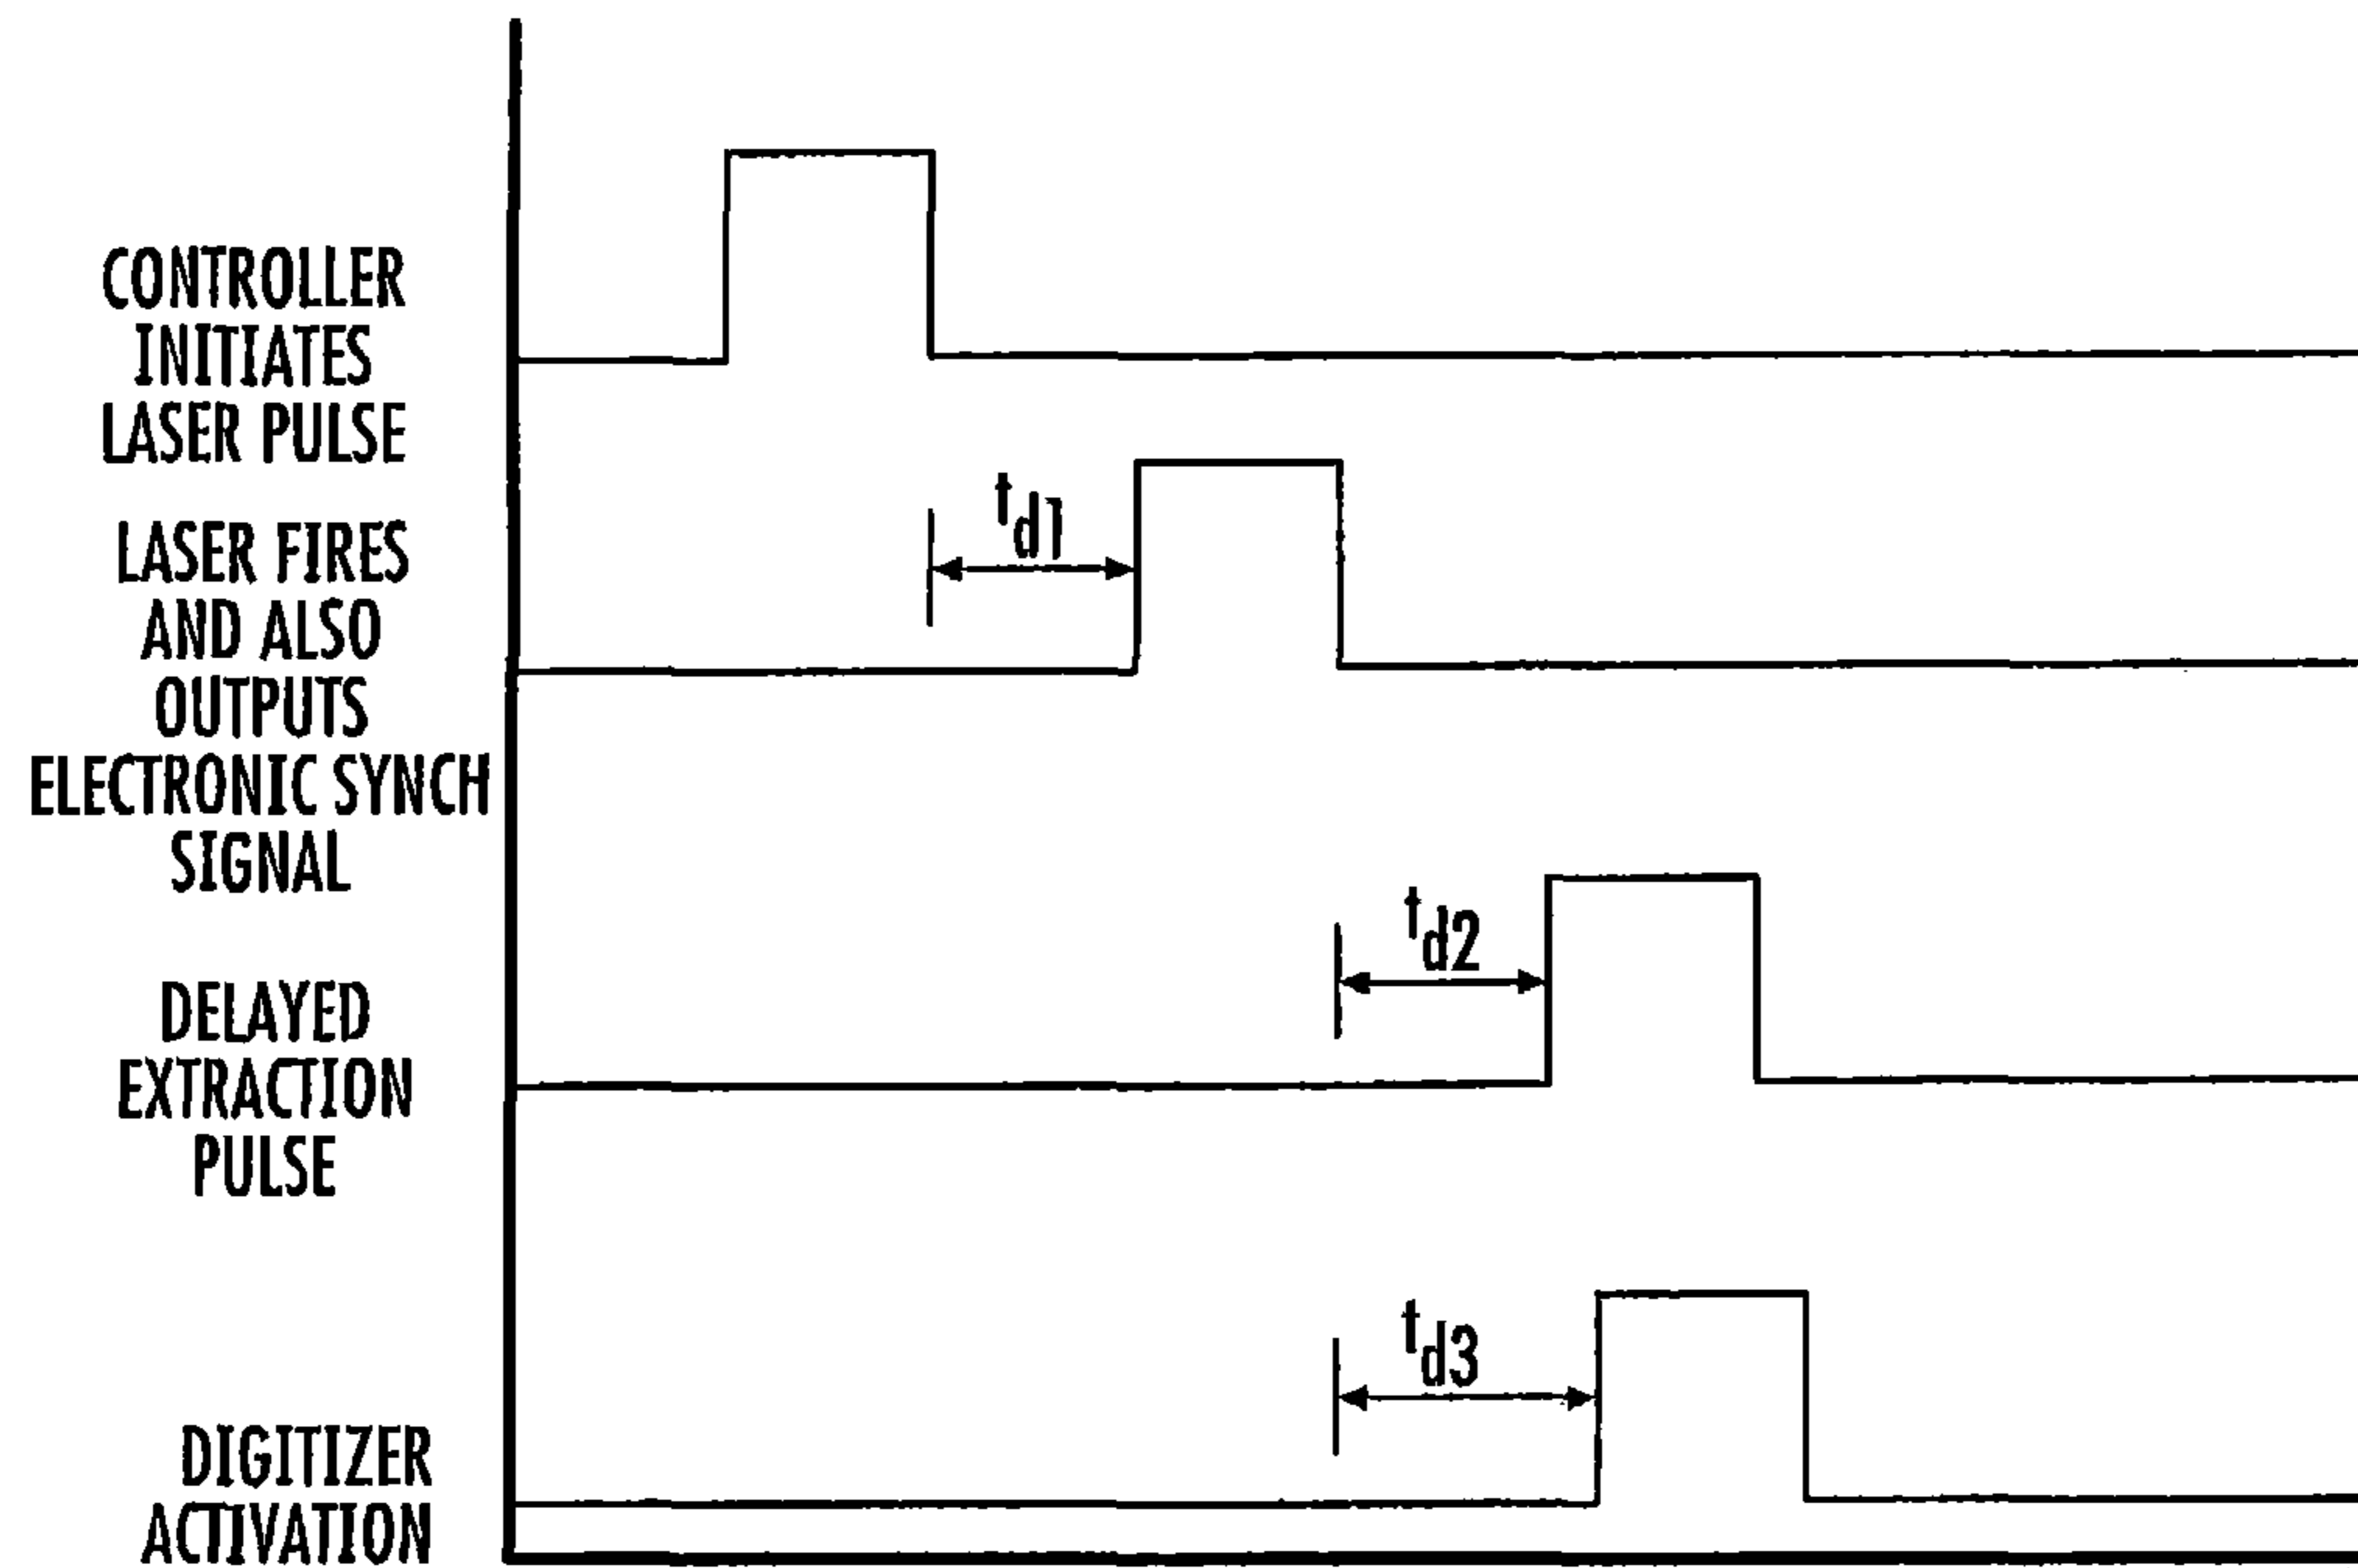 CONTROLLER
INITIATES
LASER PULSE
LASER FIRES
AND ALSO
OUTPUTS
ELECTRONIC SYNCH
SIGNAL
DELAYED
EXTRACTION
PULSE
DIGITIZER
ACTIVATION
td1
td2
td3